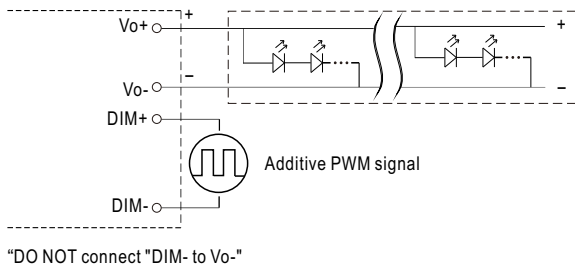 Vo+
+
+
Vo-
–
–
DIM+
Additive PWM signal
DIM-
“DO NOT connect "DIM- to Vo-"